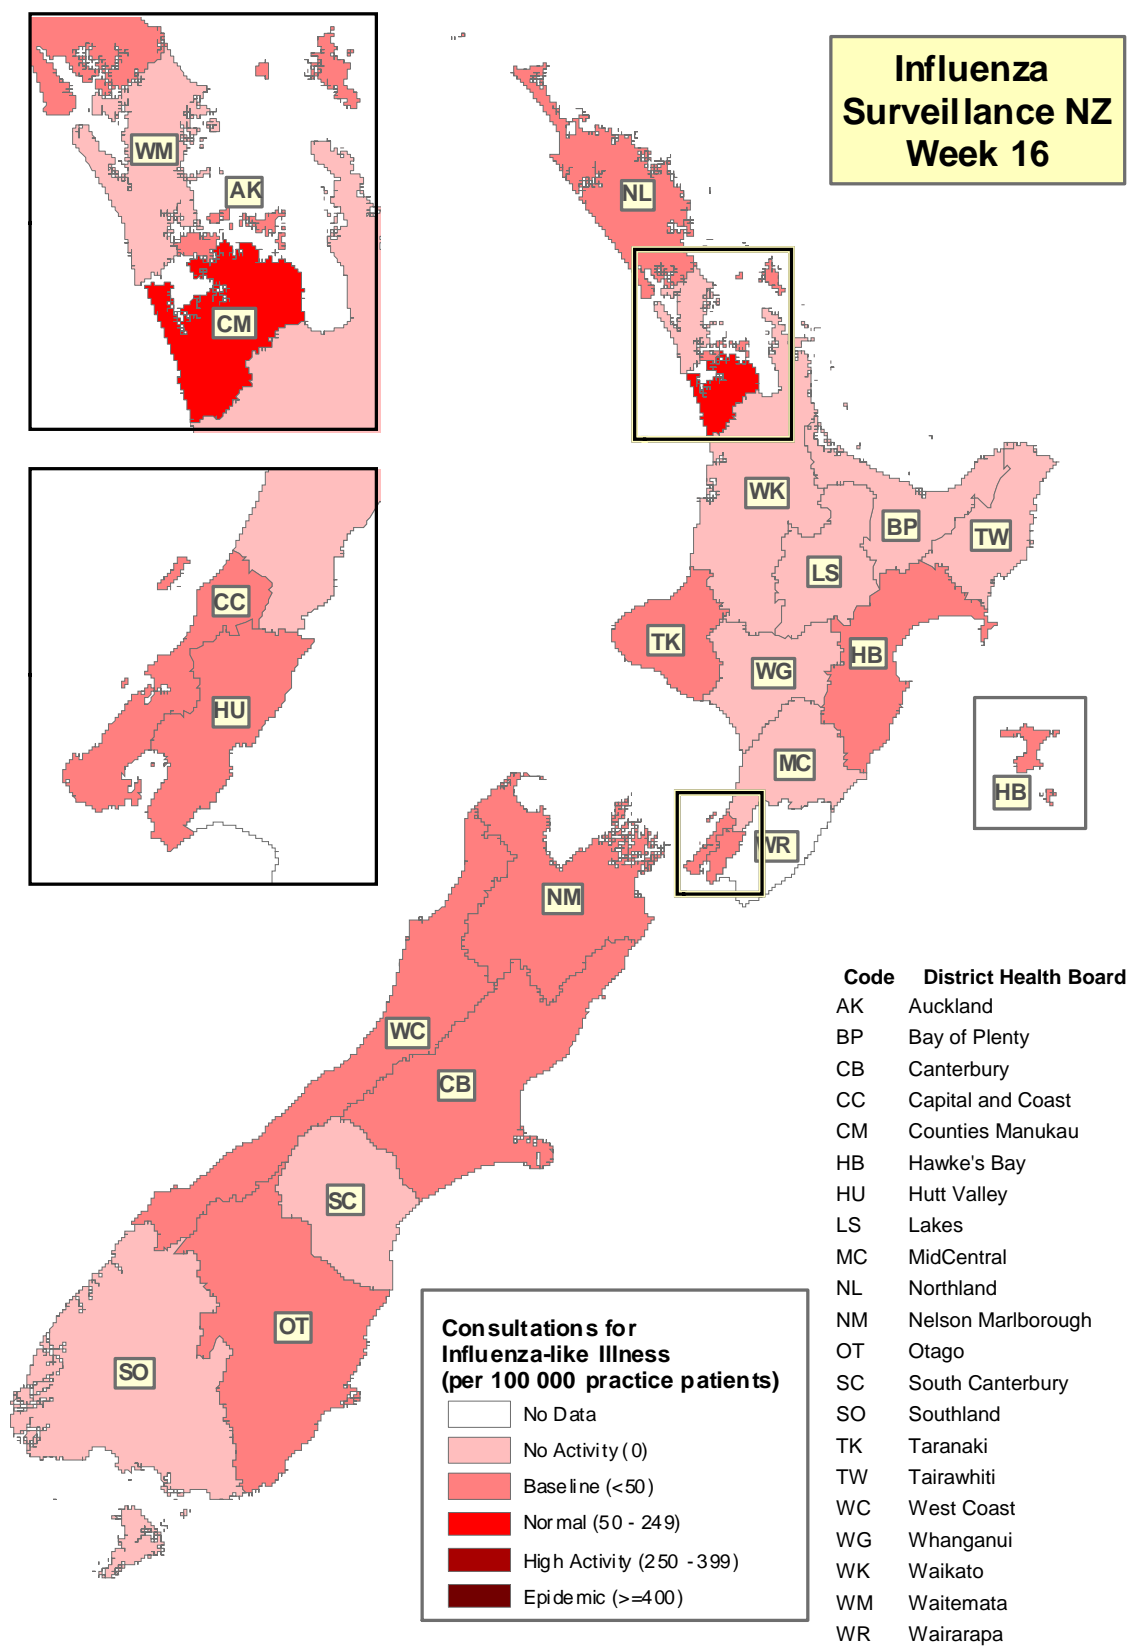 Influenza
Surveillance NZ
Week 16
WM
AK
CM
NL
WK
BP
TW
LS
TK
HB
WG
MC
HB
WR
CC
HU
NM
WC
CB
SC
OT
SO
Code District Health Board
AK Auckland
BP Bay of Plenty
CB Canterbury
CC Capital and Coast
CM Counties Manukau
HB Hawke's Bay
HU Hutt Valley
LS Lakes
MC MidCentral
NL Northland
NM Nelson Marlborough
OT Otago
SC South Canterbury
SO Southland
TK Taranaki
TW Tairawhiti
WC West Coast
WG Whanganui
WK Waikato
WM Waitemata
WR Wairarapa
Consultations for
Influenza-like Illness
(per 100 000 practice patients)
No Data
No Activity (0)
Baseline (<50)
Normal (50 - 249)
High Activity (250 -399)
Epidemic (>=400)